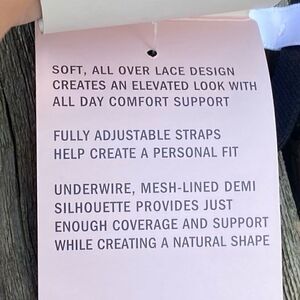 SOFT, ALL OVER LACE DESIGN
CREATES AN ELEVATED LOOK WITH
ALL DAY COMFORT SUPPORT
FULLY ADJUSTABLE STRAPS
HELP CREATE A PERSONAL FIT
UNDERWIRE, MESH-LINED DEMI
SILHOUETTE PROVIDES JUST
ENOUGH COVERAGE AND SUPPORT
WHILE CREATING A NATURAL SHAPE